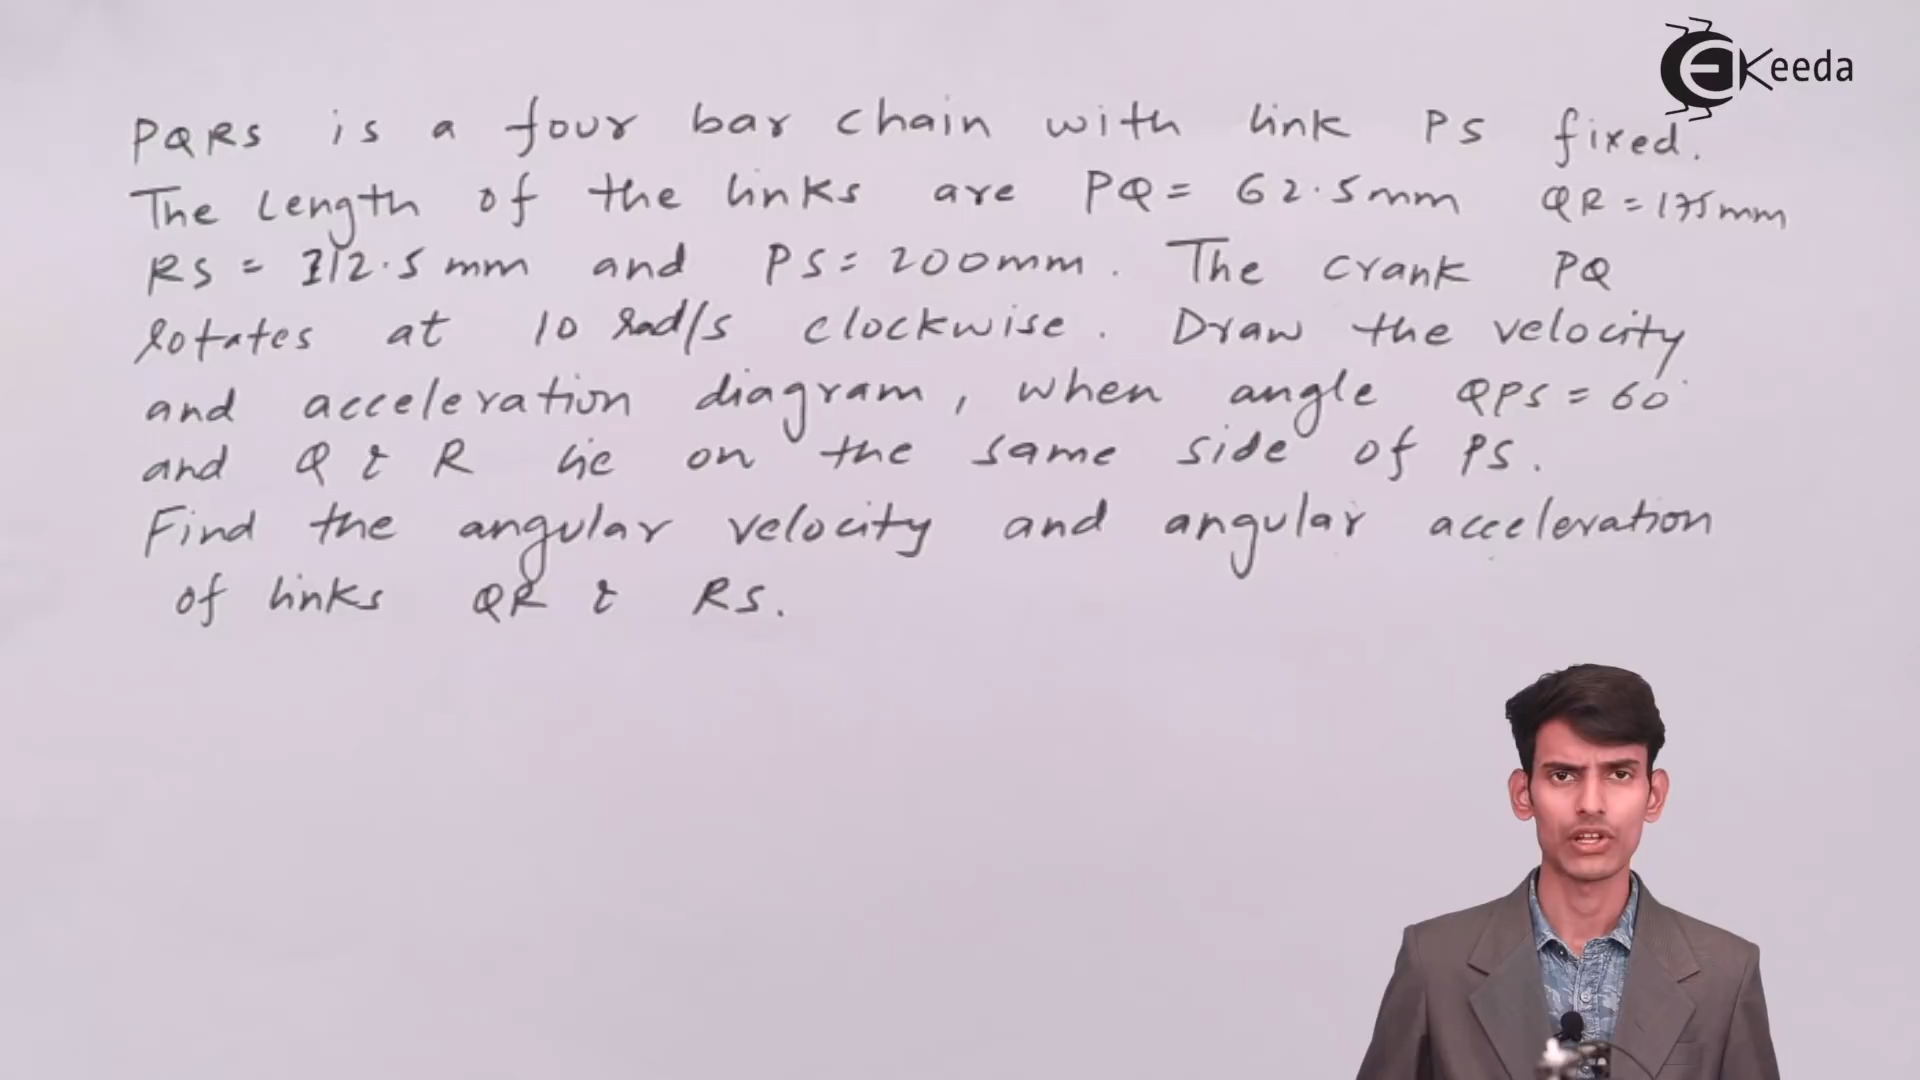 EKeeda
PQRS is a four bar chain with link PS fixed.
The length of the links are PQ = 62.5mm QR = 175mm
RS = 112.5 mm and PS = 200mm. The crank PQ
rotates at 10 rad/s clockwise. Draw the velocity
and acceleration diagram, when angle QPS = 60°
and Q & R lie on the same side of PS.
Find the angular velocity and angular acceleration
of links QR & RS.